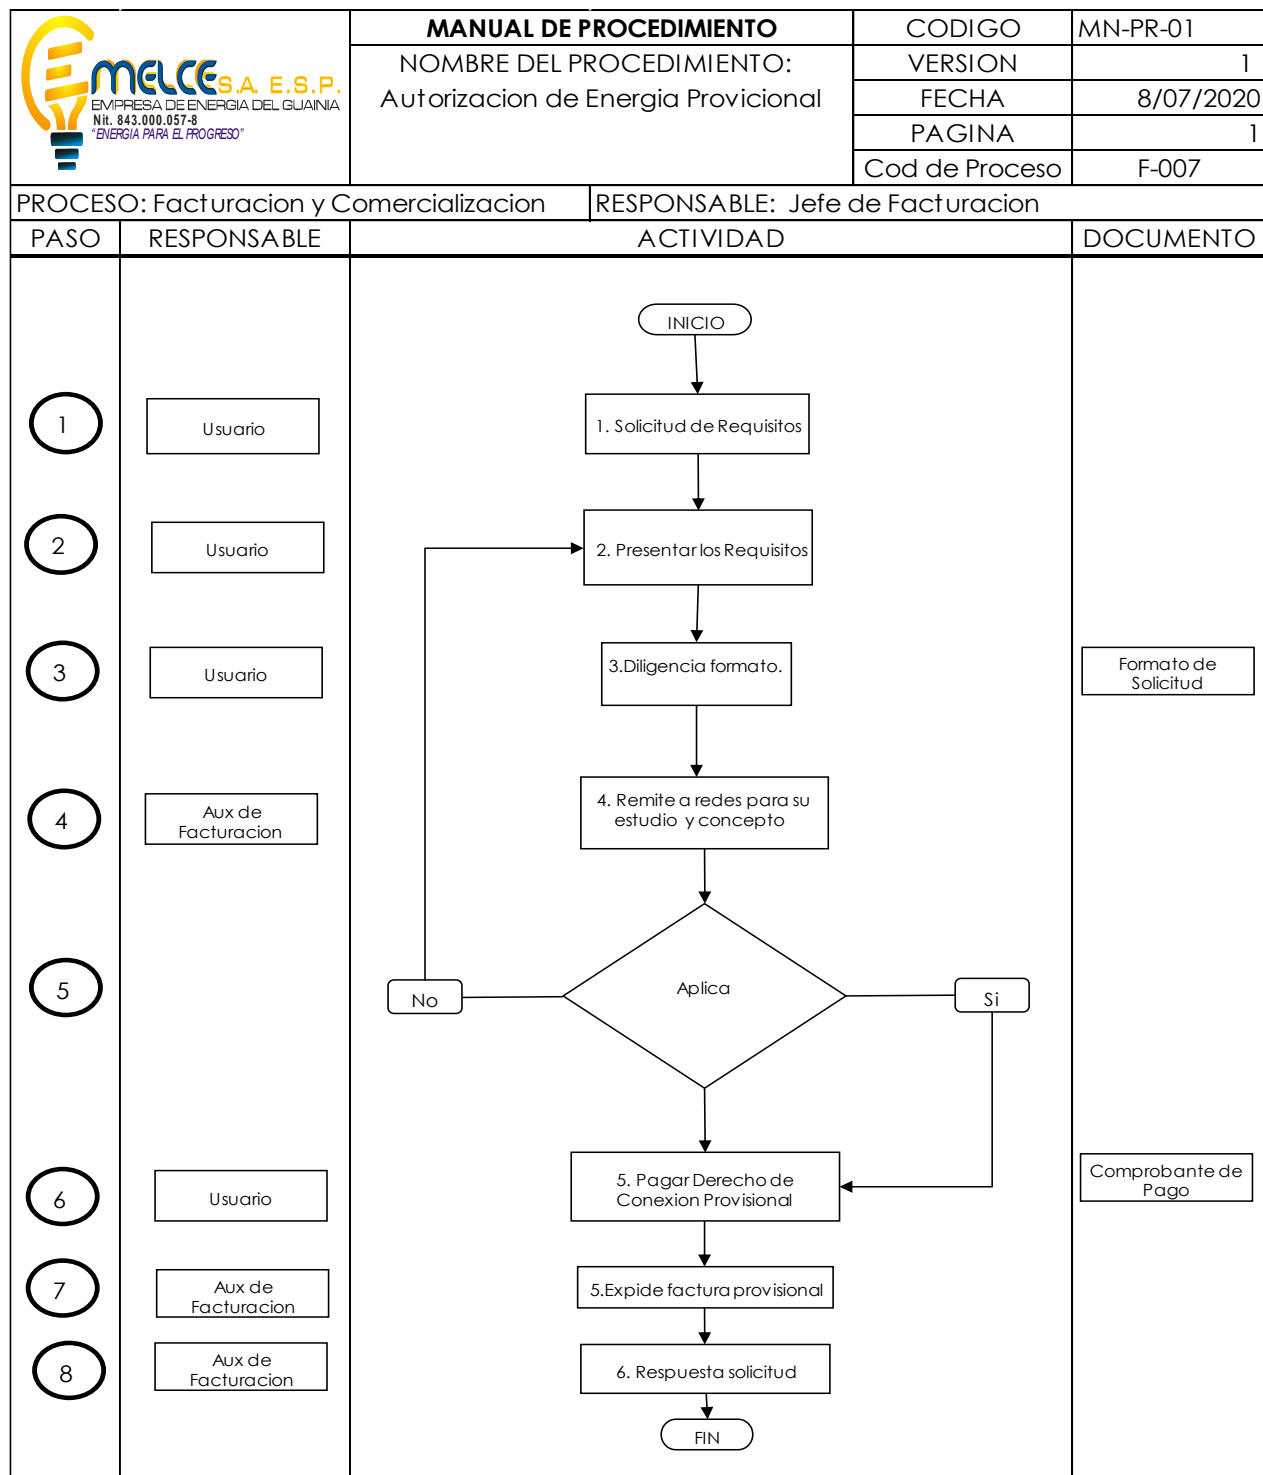 EMELCE S.A. E.S.P.
EMPRESA DE ENERGIA DEL GUAINIA
Nit. 843.000.057-8
"ENERGIA PARA EL PROGRESO"
MANUAL DE PROCEDIMIENTO
NOMBRE DEL PROCEDIMIENTO:
Autorizacion de Energia Provicional
CODIGO MN-PR-01
VERSION 1
FECHA 8/07/2020
PAGINA 1
Cod de Proceso F-007
PROCESO: Facturacion y Comercializacion RESPONSABLE: Jefe de Facturacion
PASO RESPONSABLE ACTIVIDAD DOCUMENTO
INICIO
1 Usuario 1. Solicitud de Requisitos
2 Usuario 2. Presentar los Requisitos
3 Usuario 3.Diligencia formato. Formato de
Solicitud
4 Aux de
Facturacion
4. Remite a redes para su
estudio y concepto
5 No Aplica Si
6 Usuario 5. Pagar Derecho de
Conexion Provisional
Comprobante de
Pago
7 Aux de
Facturacion
5.Expide factura provisional
8 Aux de
Facturacion
6. Respuesta solicitud
FIN